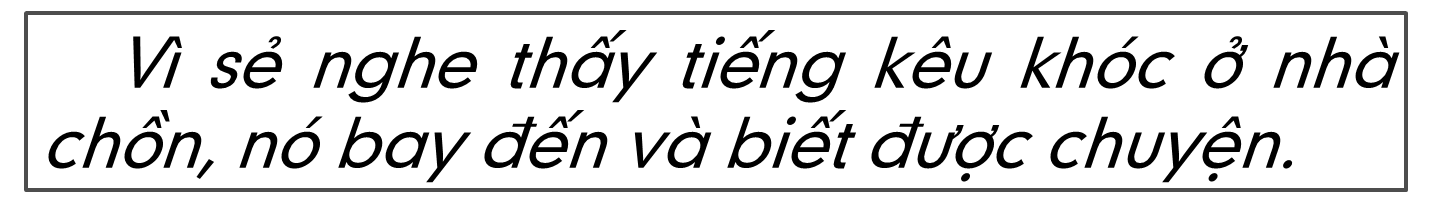 Vì sẻ nghe thấy tiếng kêu khóc ở nhà
chồn, nó bay đến và biết được chuyện.